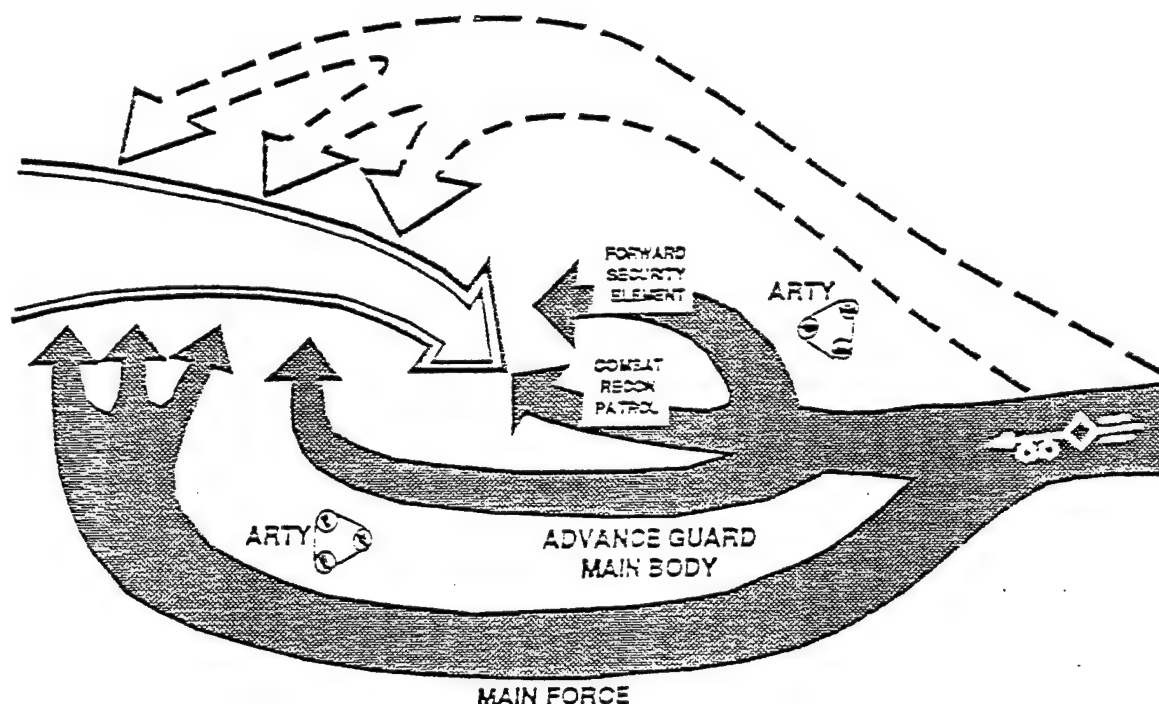 FORWARD
SECURITY
ELEMENT
ARTY
COMBAT
RECON
PATROL
ARTY
ADVANCE GUARD
MAIN BODY
MAIN FORCE